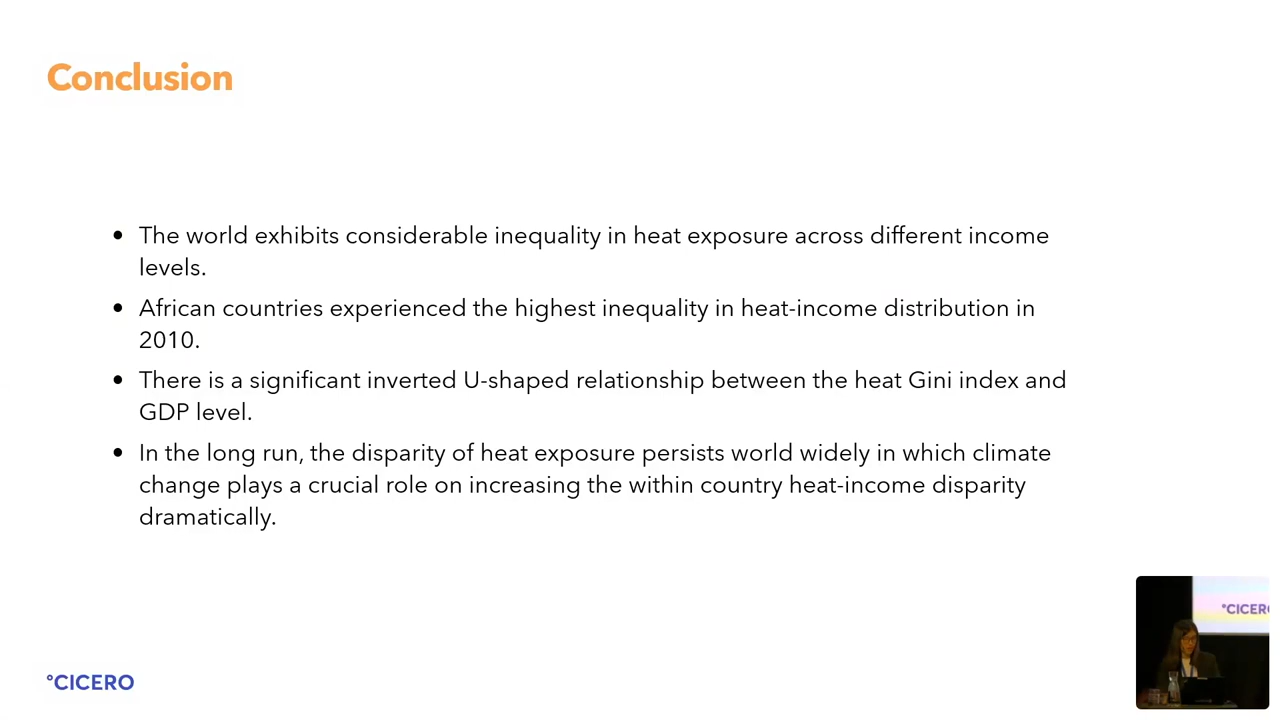 Conclusion
• The world exhibits considerable inequality in heat exposure across different income
levels.
• African countries experienced the highest inequality in heat-income distribution in
2010.
• There is a significant inverted U-shaped relationship between the heat Gini index and
GDP level.
• In the long run, the disparity of heat exposure persists world widely in which climate
change plays a crucial role on increasing the within country heat-income disparity
dramatically.
°CICERO
°CICERO